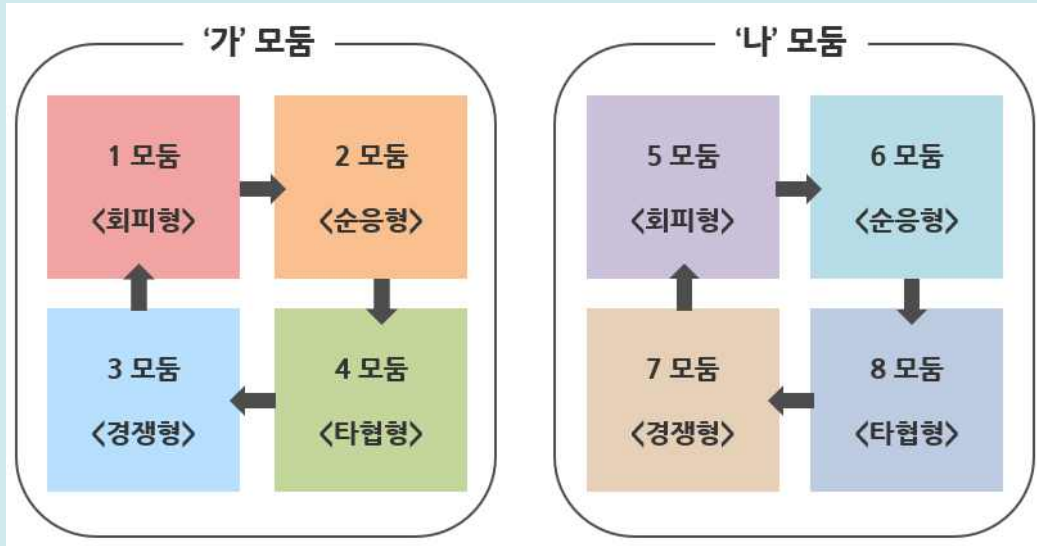 ‘가’ 모둠
1 모둠
<회피형>
2 모둠
<순응형>
3 모둠
<경쟁형>
4 모둠
<타협형>
‘나’ 모둠
5 모둠
<회피형>
6 모둠
<순응형>
7 모둠
<경쟁형>
8 모둠
<타협형>